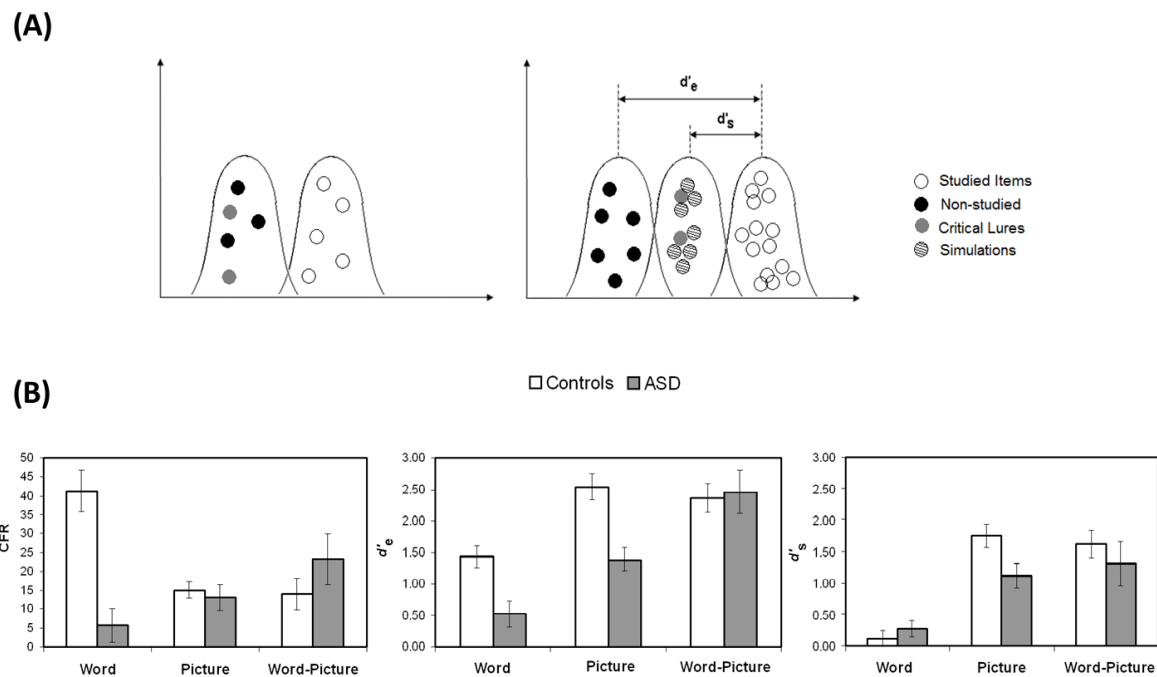 (A)
d'e
d's
Studied Items
Non-studied
Critical Lures
Simulations
Controls ASD
(B)
50
45
40
35
30
25
20
15
10
5
0
CFR
Word Picture Word-Picture
3.00
2.50
2.00
1.50
1.00
0.50
0.00
d'e
Word Picture Word-Picture
3.00
2.50
2.00
1.50
1.00
0.50
0.00
d's
Word Picture Word-Picture